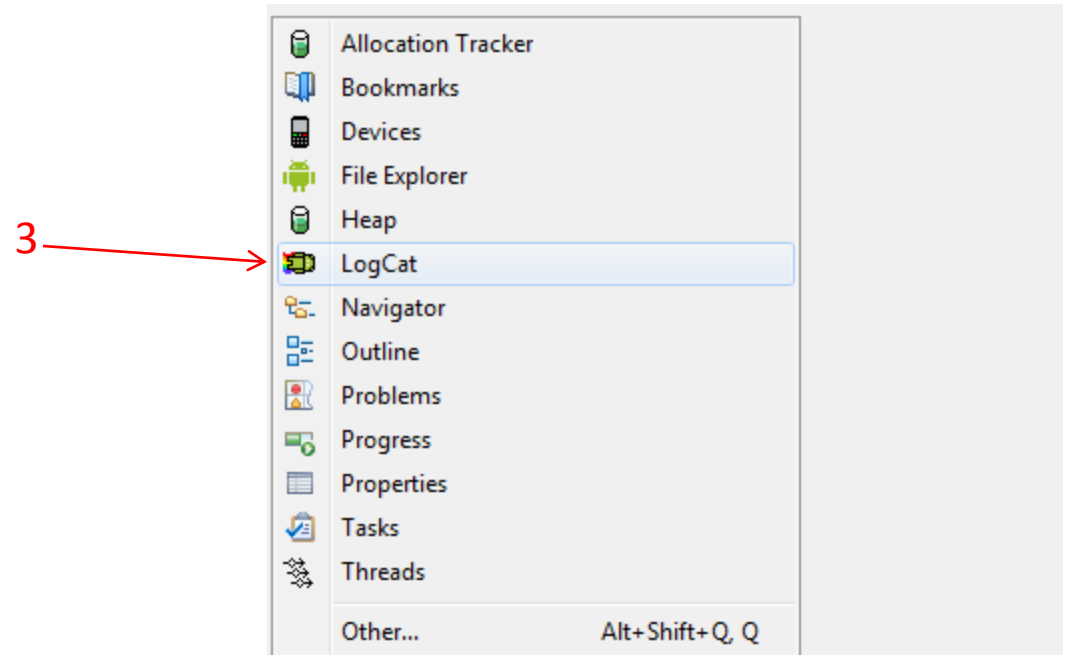 Allocation Tracker
Bookmarks
Devices
File Explorer
Heap
3
LogCat
Navigator
Outline
Problems
Progress
Properties
Tasks
Threads
Other... Alt+Shift+Q, Q